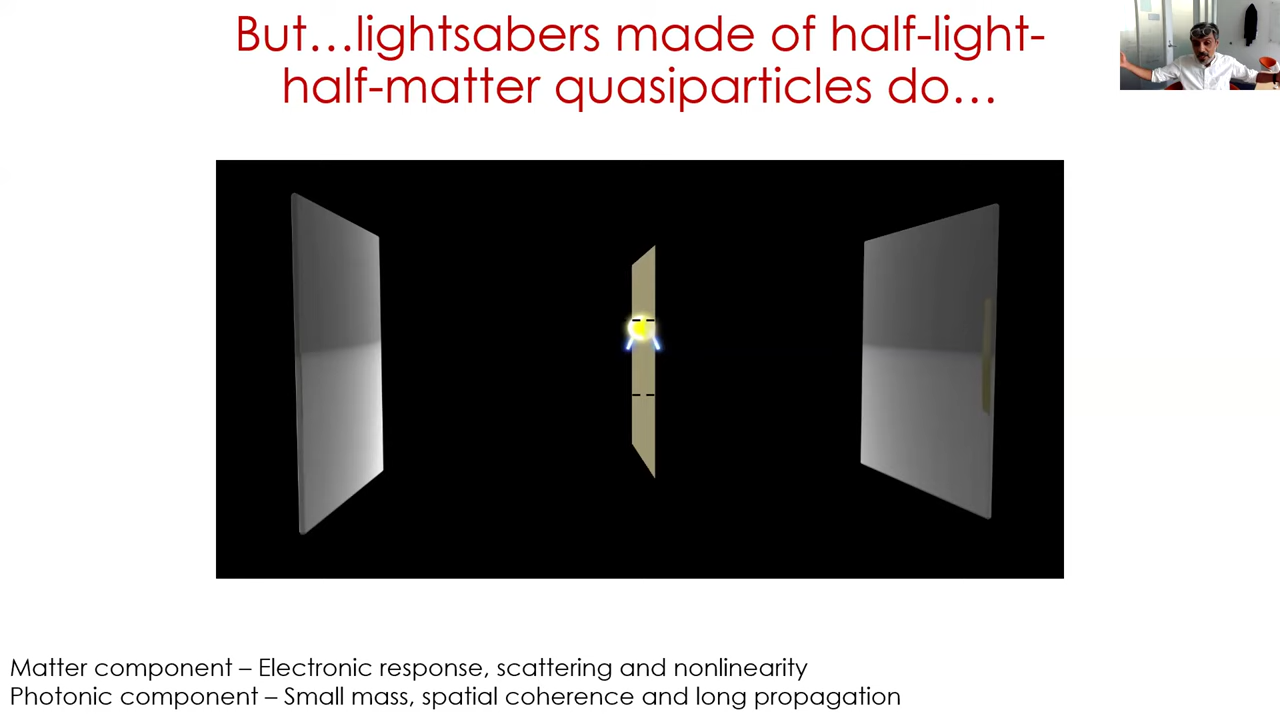 But…lightsabers made of half-light-
half-matter quasiparticles do…
Matter component – Electronic response, scattering and nonlinearity
Photonic component – Small mass, spatial coherence and long propagation